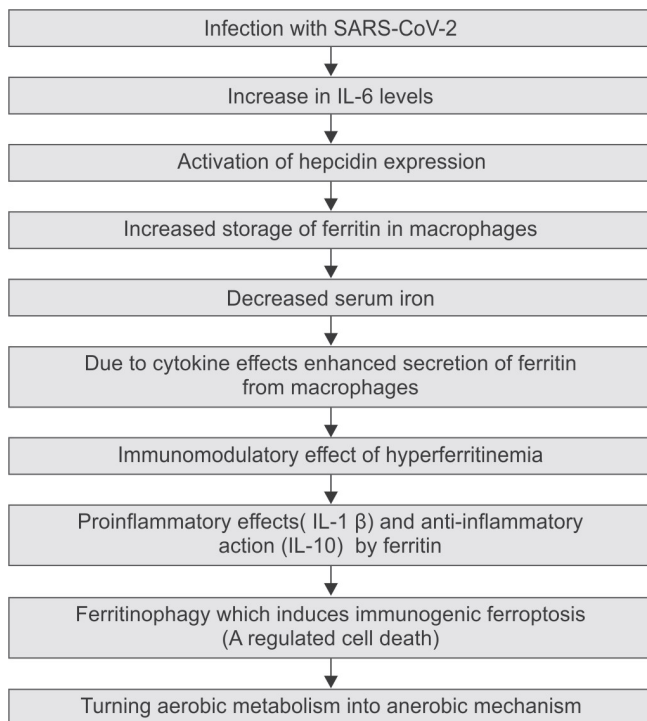 Infection with SARS-CoV-2
Increase in IL-6 levels
Activation of hepcidin expression
Increased storage of ferritin in macrophages
Decreased serum iron
Due to cytokine effects enhanced secretion of ferritin
from macrophages
Immunomodulatory effect of hyperferritinemia
Proinflammatory effects( IL-1 β) and anti-inflammatory
action (IL-10) by ferritin
Ferritinophagy which induces immunogenic ferroptosis
(A regulated cell death)
Turning aerobic metabolism into anerobic mechanism